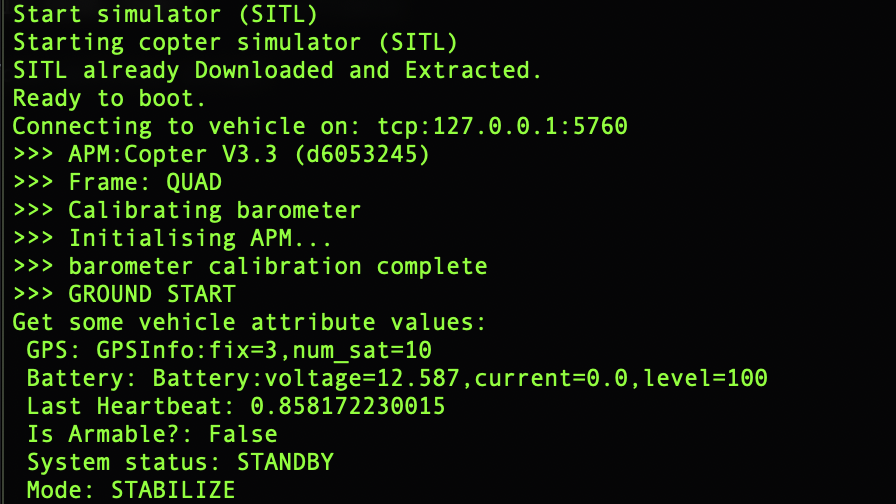 Start simulator (SITL)
Starting copter simulator (SITL)
SITL already Downloaded and Extracted.
Ready to boot.
Connecting to vehicle on: tcp:127.0.0.1:5760
>>> APM:Copter V3.3 (d6053245)
>>> Frame: QUAD
>>> Calibrating barometer
>>> Initialising APM...
>>> barometer calibration complete
>>> GROUND START
Get some vehicle attribute values:
 GPS: GPSInfo:fix=3,num_sat=10
 Battery: Battery:voltage=12.587,current=0.0,level=100
 Last Heartbeat: 0.858172230015
 Is Armable?: False
 System status: STANDBY
 Mode: STABILIZE